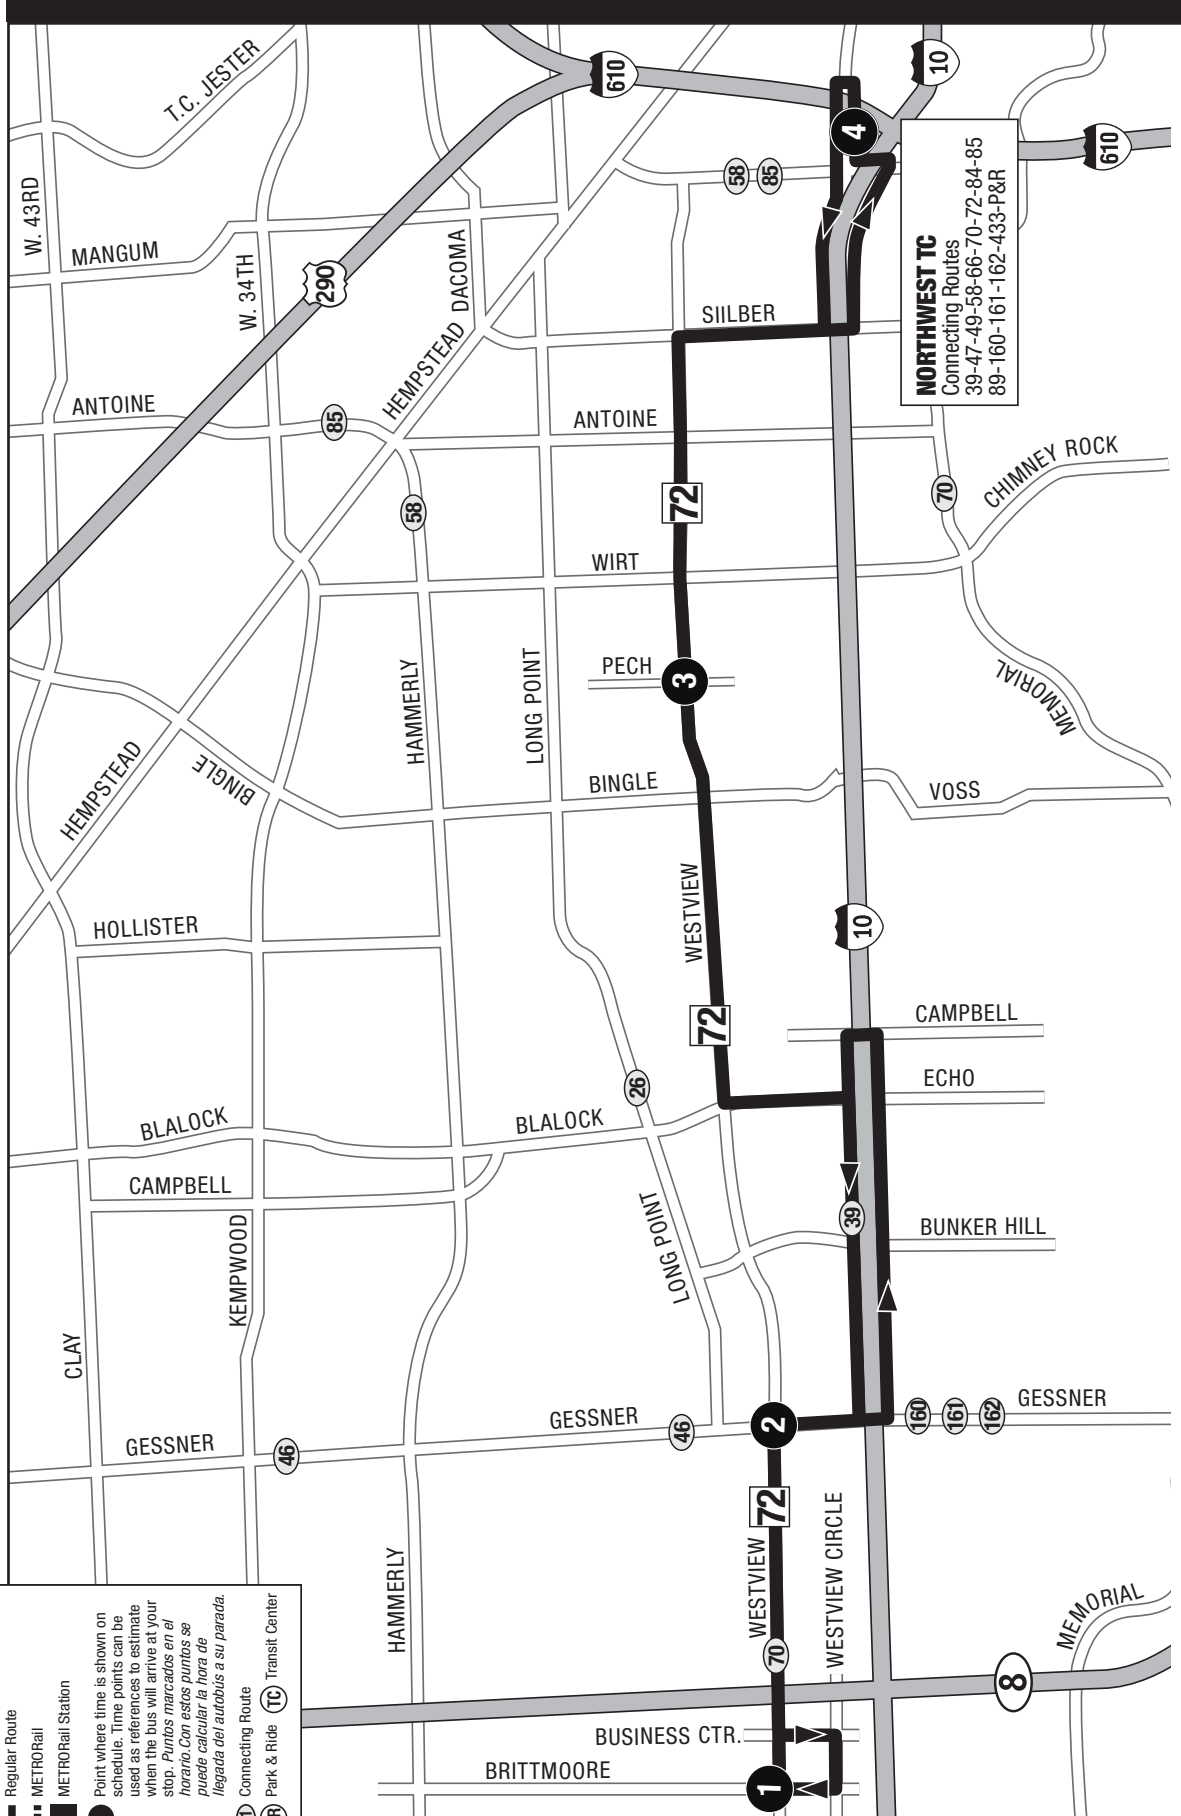 Regular Route
METRORail
METRORail Station
Point where time is shown on
schedule. Time points can be
used as references to estimate
when the bus will arrive at your
stop. Puntos marcados en el
horario.Con estos puntos se
puede calcular la hora de
llegada del autobús a su parada.
Connecting Route
Park & Ride
TC Transit Center
T.C. JESTER
W. 43RD
MANGUM
W. 34TH
DACOMA
610
10
4
58
85
610
NORTHWEST TC
Connecting Routes
39-47-49-58-66-70-72-84-85
89-160-161-162-433-P&R
290
HEMPSTEAD
SIILBER
ANTOINE
85
ANTOINE
58
72
70
CHIMNEY ROCK
WIRT
PECH
3
MEMORIAL
HAMMERLY
LONG POINT
HEMPSTEAD
BINGLE
BINGLE
VOSS
HOLLISTER
WESTVIEW
10
72
CAMPBELL
ECHO
26
BLALOCK
BLALOCK
CAMPBELL
39
LONG POINT
BUNKER HILL
KEMPWOOD
CLAY
GESSNER
46
GESSNER
46
2
160
161
162
GESSNER
72
HAMMERLY
WESTVIEW
WESTVIEW CIRCLE
70
MEMORIAL
8
BUSINESS CTR.
BRITTMOORE
1